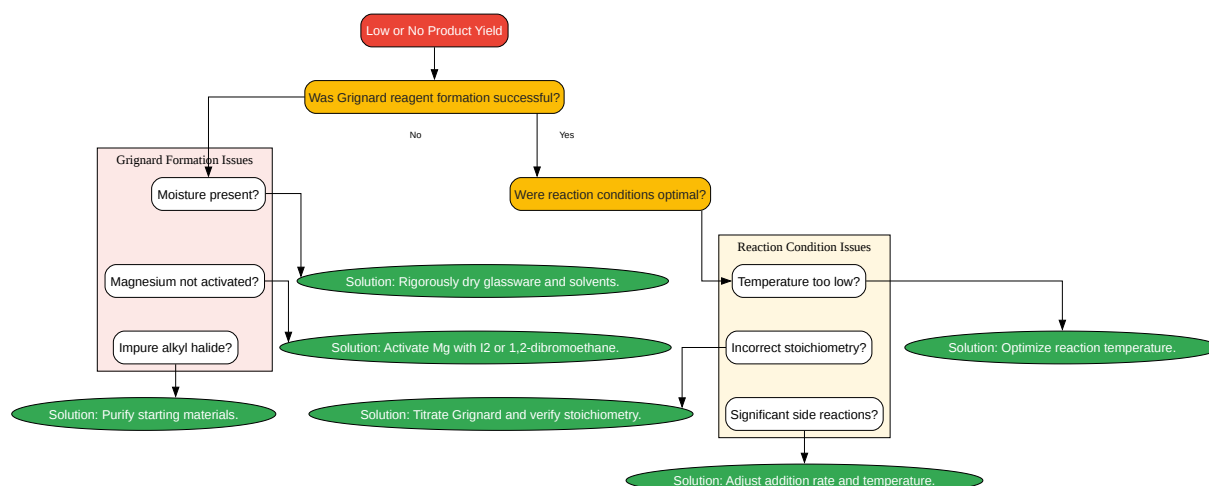 Low or No Product Yield
Was Grignard reagent formation successful?
No
Yes
Grignard Formation Issues
Moisture present?
Were reaction conditions optimal?
Reaction Condition Issues
Magnesium not activated?
Solution: Rigorously dry glassware and solvents.
Temperature too low?
Impure alkyl halide?
Solution: Activate Mg with I2 or 1,2-dibromoethane.
Incorrect stoichiometry?
Solution: Optimize reaction temperature.
Solution: Purify starting materials.
Solution: Titrate Grignard and verify stoichiometry.
Significant side reactions?
Solution: Adjust addition rate and temperature.